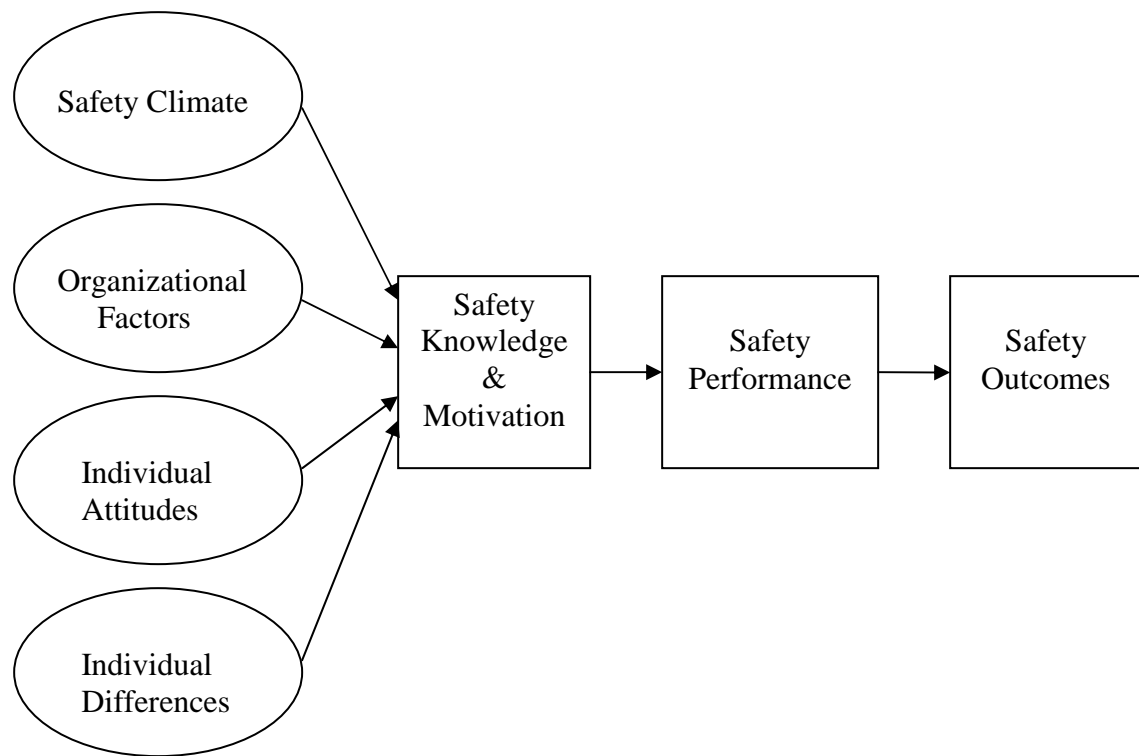 Safety Climate
Organizational
Factors
Individual
Attitudes
Individual
Differences
Safety
Knowledge
&
Motivation
Safety
Performance
Safety
Outcomes